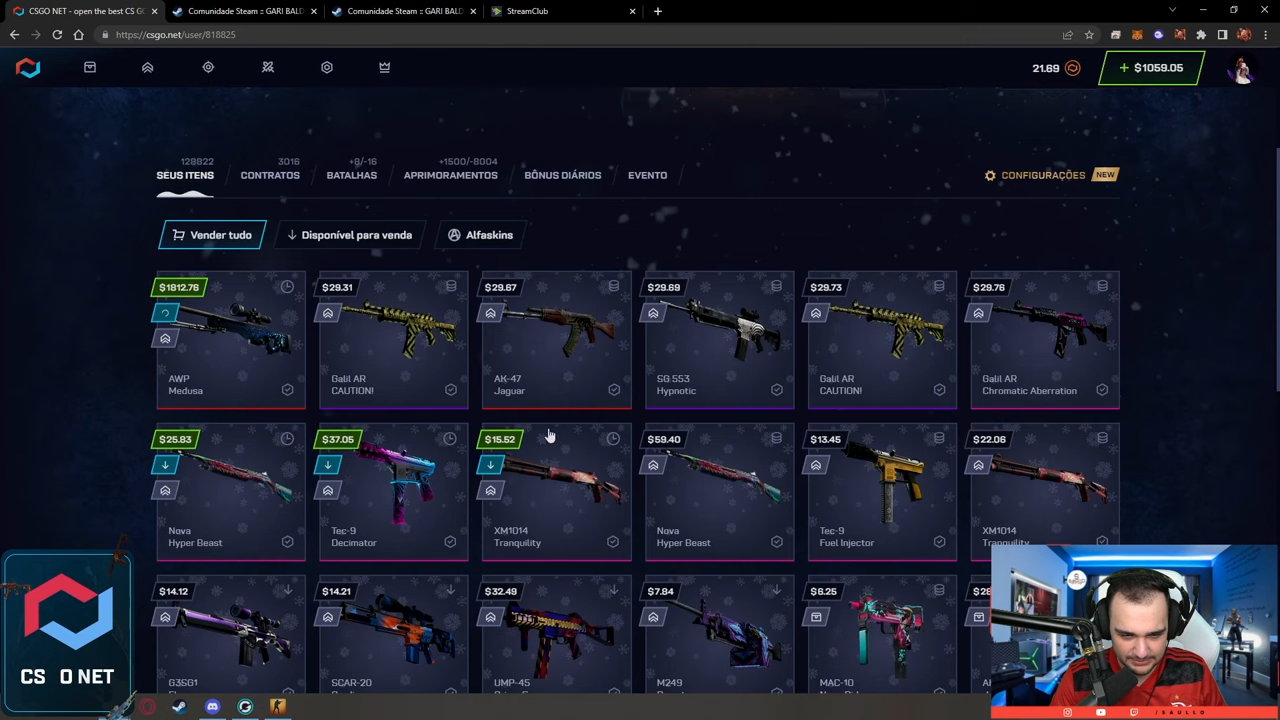 CSGO NET - open the best CS GO
Comunidade Steam :: GARI BALD
Comunidade Steam :: GARI BALD
StreamClub
https://csgo.net/user/818825
21.69
+ $1059.05
128822
SEUS ITENS
3016
CONTRATOS
+8/-16
BATALHAS
+1500/-8004
APRIMORAMENTOS
BÔNUS DIÁRIOS
EVENTO
CONFIGURAÇÕES
NEW
Vender tudo
Disponível para venda
Alfaskins
$1812.76
AWP
Medusa
$29.31
Galil AR
CAUTION!
$29.67
AK-47
Jaguar
$29.69
SG 553
Hypnotic
$29.73
Galil AR
CAUTION!
$29.76
Galil AR
Chromatic Aberration
$25.83
Nova
Hyper Beast
$37.05
Tec-9
Decimator
$15.52
XM1014
Tranquility
$59.40
Nova
Hyper Beast
$13.45
Tec-9
Fuel Injector
$22.06
XM1014
Tranquility
$14.12
G3SG1
$14.21
SCAR-20
$32.49
UMP-45
$7.84
M249
$6.25
MAC-10
CS O NET
/SAULLO